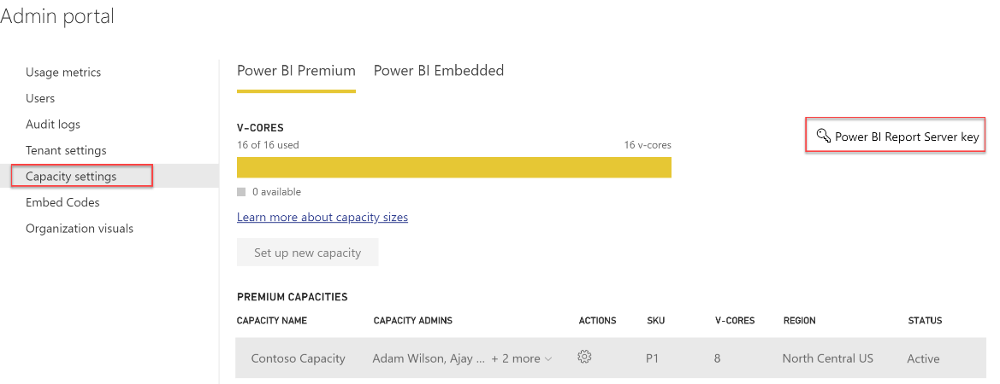 Admin portal
Usage metrics
Users
Audit logs
Tenant settings
Capacity settings
Embed Codes
Organization visuals
Power BI Premium Power BI Embedded
V-CORES
16 of 16 used 16 v-cores
0 available
Learn more about capacity sizes
Set up new capacity
Power BI Report Server key
PREMIUM CAPACITIES
CAPACITY NAME CAPACITY ADMINS ACTIONS SKU V-CORES REGION STATUS
Contoso Capacity Adam Wilson, Ajay ... + 2 more P1 8 North Central US Active